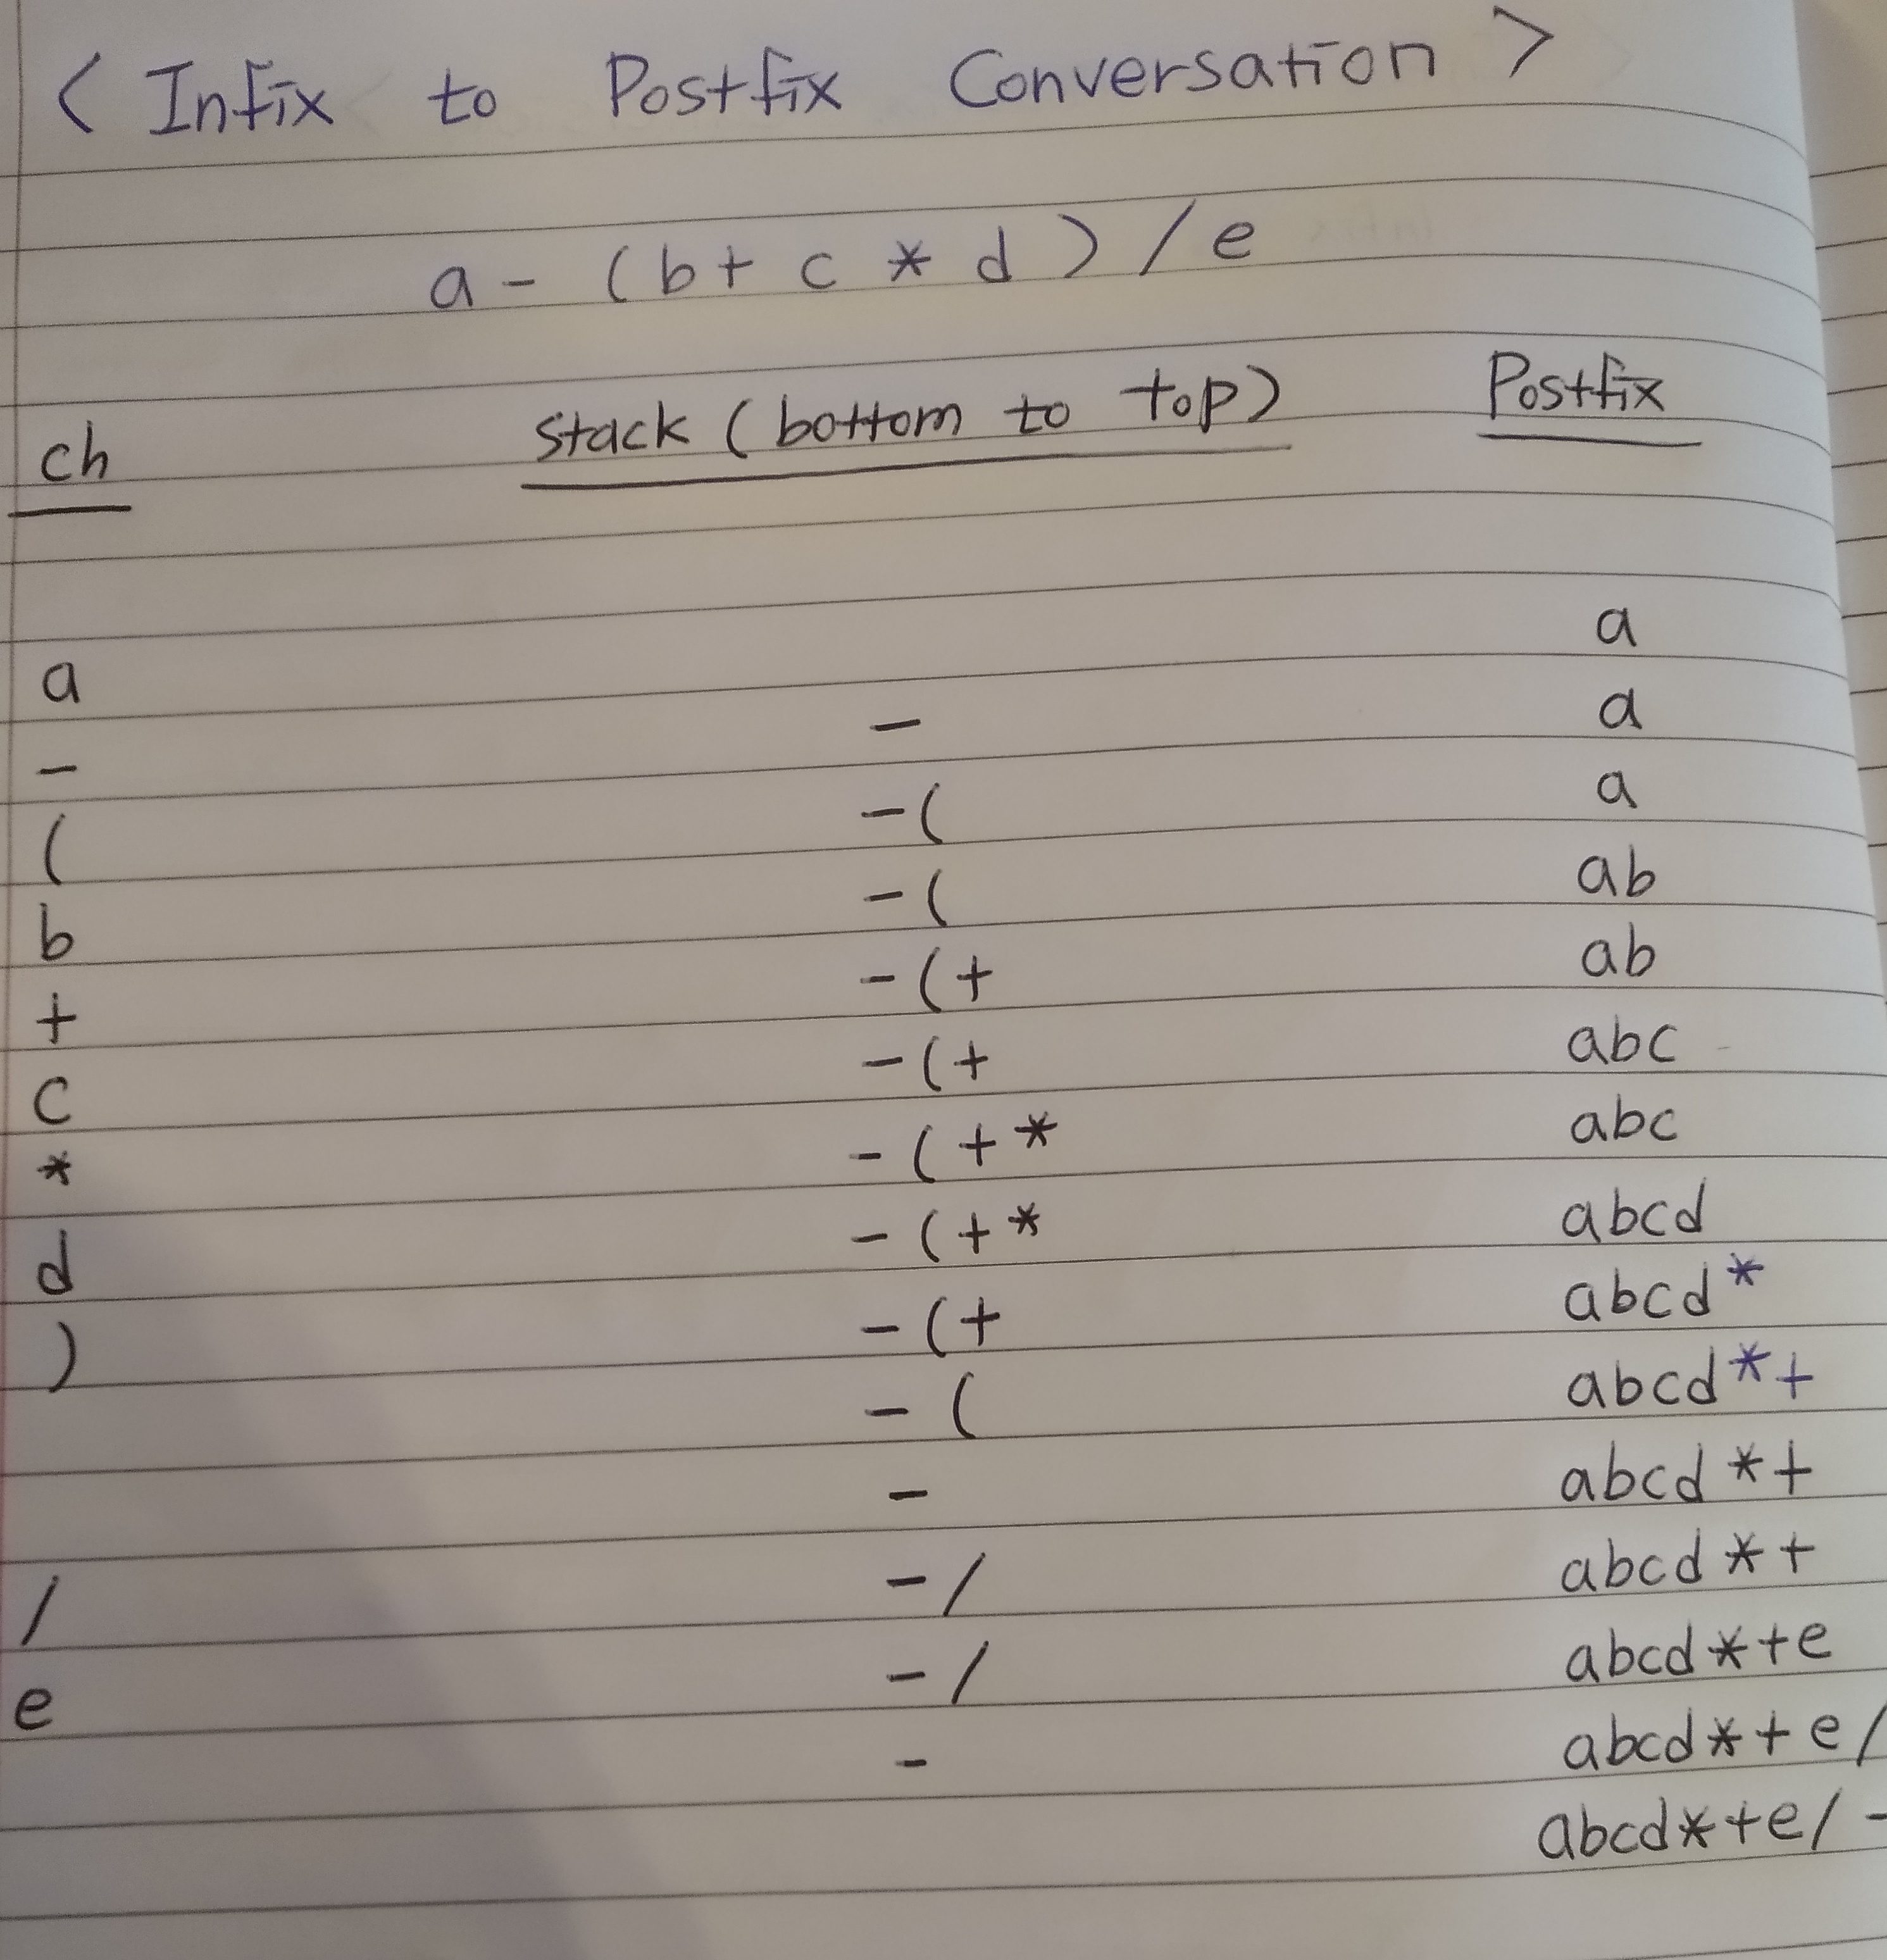 < Infix to Postfix Conversation >
a - (b + c * d) / e
ch stack (bottom to top) Postfix
a a
- - a
( -( a
b -( ab
+ -(+ ab
c -(+ abc
* -(+* abc
d -(+* abcd
) -(+ abcd*
-( abcd*+
- abcd*+
/ -/ abcd*+
e -/ abcd*+e
- abcd*+e/
abcd*+e/-